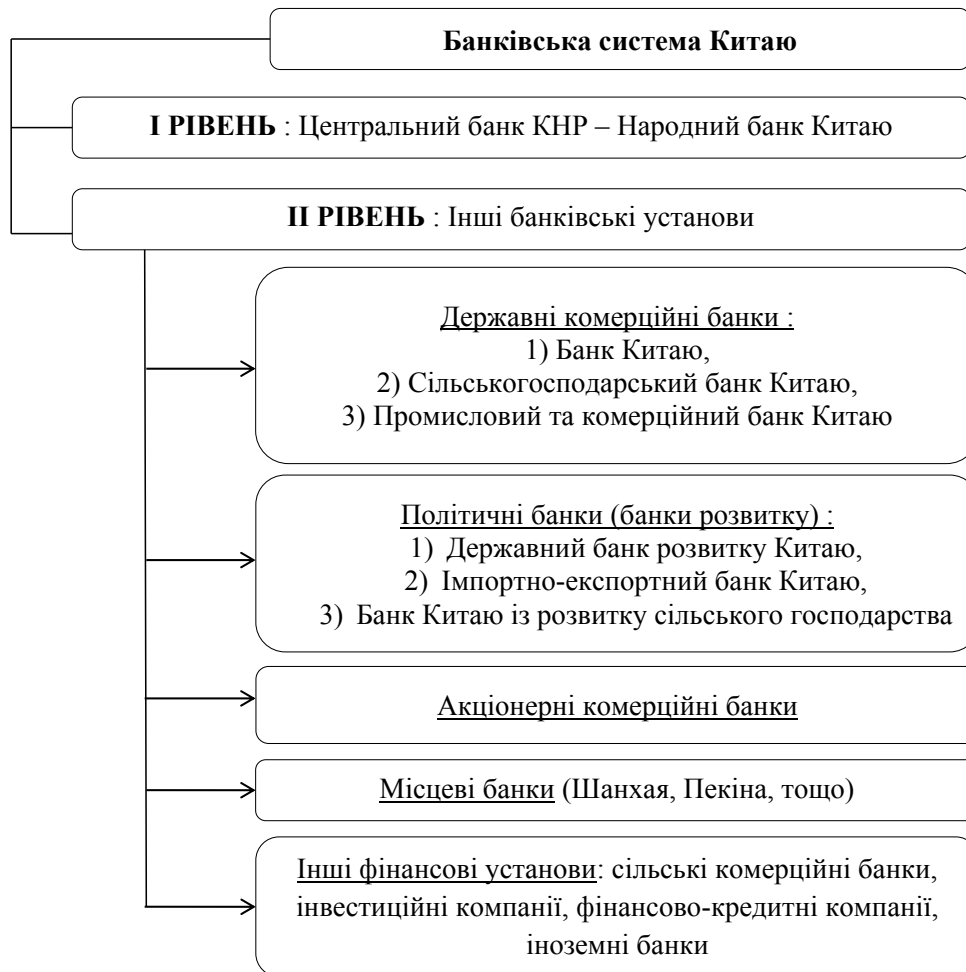 Банківська система Китаю
І РІВЕНЬ : Центральний банк КНР – Народний банк Китаю
ІІ РІВЕНЬ : Інші банківські установи
Державні комерційні банки :
1) Банк Китаю,
2) Сільськогосподарський банк Китаю,
3) Промисловий та комерційний банк Китаю
Політичні банки (банки розвитку) :
1) Державний банк розвитку Китаю,
2) Імпортно-експортний банк Китаю,
3) Банк Китаю із розвитку сільського господарства
Акціонерні комерційні банки
Місцеві банки (Шанхая, Пекіна, тощо)
Інші фінансові установи: сільські комерційні банки,
інвестиційні компанії, фінансово-кредитні компанії,
іноземні банки